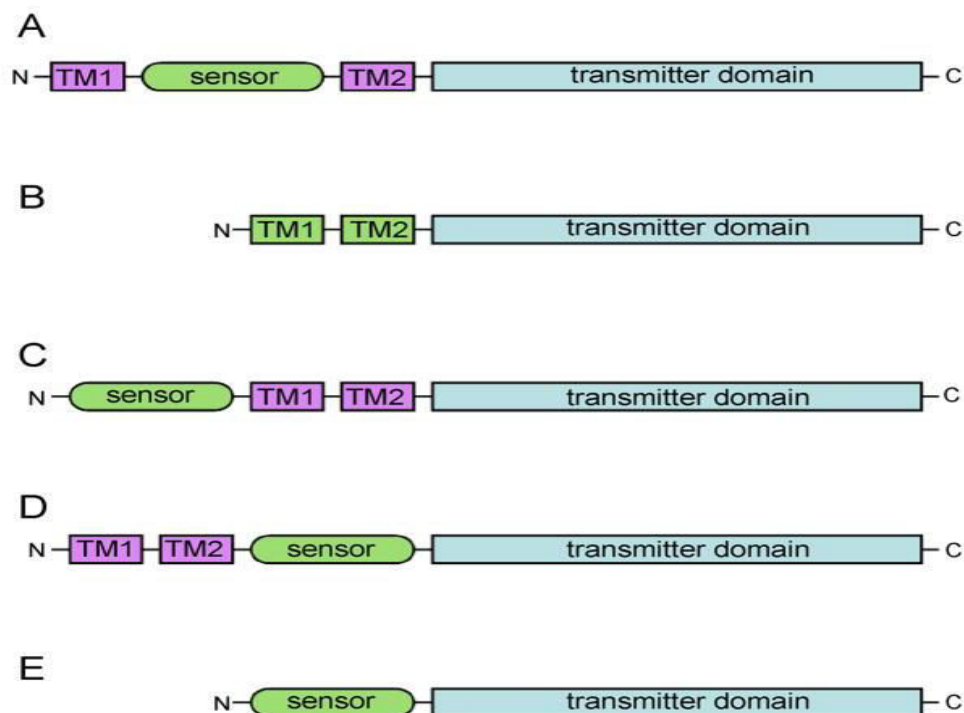 A
N TM1 sensor TM2 transmitter domain C
B
N TM1 TM2 transmitter domain C
C
N sensor TM1 TM2 transmitter domain C
D
N TM1 TM2 sensor transmitter domain C
E
N sensor transmitter domain C